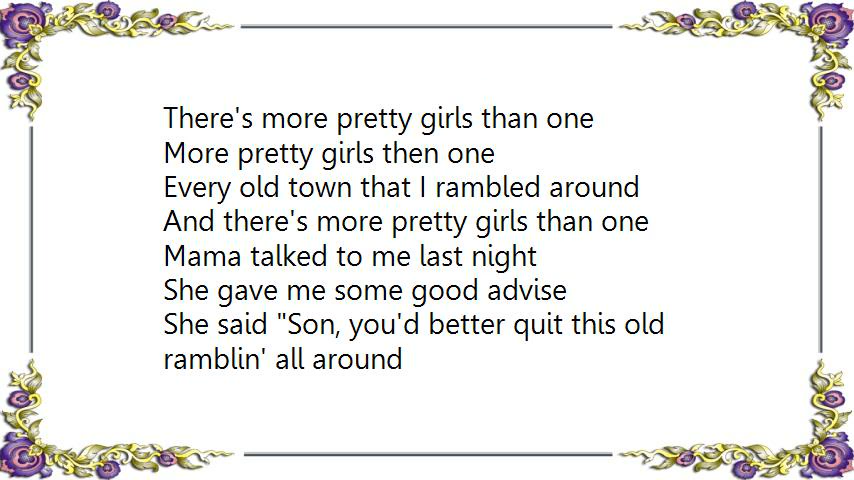 There's more pretty girls than one
More pretty girls then one
Every old town that I rambled around
And there's more pretty girls than one
Mama talked to me last night
She gave me some good advise
She said "Son, you'd better quit this old
ramblin' all around